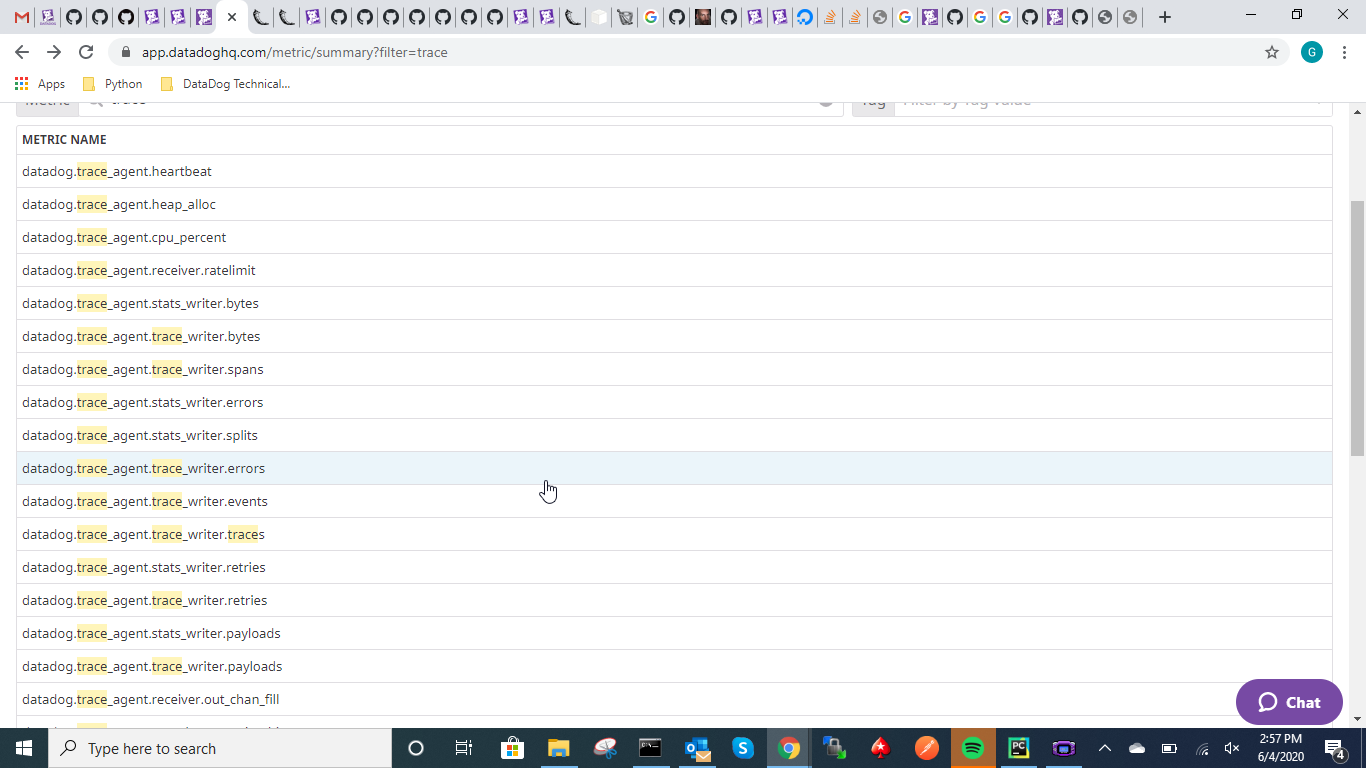 app.datadoghq.com/metric/summary?filter=trace
G
Apps
Python
DataDog Technical...
Metric
trace
Tag
Filter by Tag value
METRIC NAME
datadog.trace_agent.heartbeat
datadog.trace_agent.heap_alloc
datadog.trace_agent.cpu_percent
datadog.trace_agent.receiver.ratelimit
datadog.trace_agent.stats_writer.bytes
datadog.trace_agent.trace_writer.bytes
datadog.trace_agent.trace_writer.spans
datadog.trace_agent.stats_writer.errors
datadog.trace_agent.stats_writer.splits
datadog.trace_agent.trace_writer.errors
datadog.trace_agent.trace_writer.events
datadog.trace_agent.trace_writer.traces
datadog.trace_agent.stats_writer.retries
datadog.trace_agent.trace_writer.retries
datadog.trace_agent.stats_writer.payloads
datadog.trace_agent.trace_writer.payloads
datadog.trace_agent.receiver.out_chan_fill
Chat
Type here to search
2:57 PM
6/4/2020
4